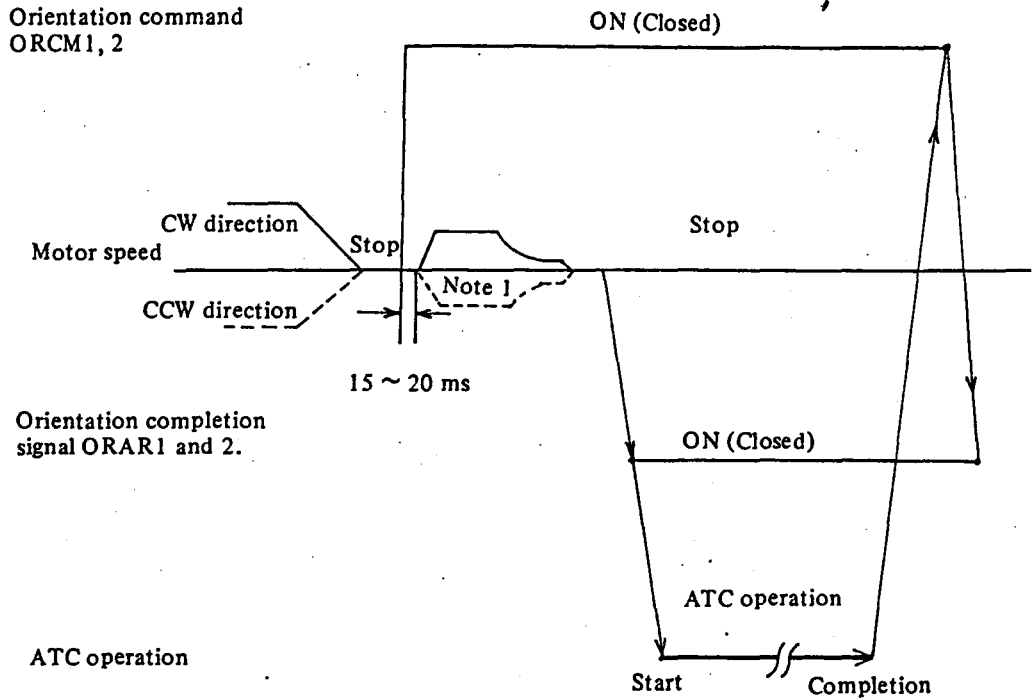 Orientation command
ORCM1, 2
ON (Closed)
CW direction
Stop
Stop
Motor speed
Note 1
CCW direction
15 ~ 20 ms
Orientation completion
signal ORAR1 and 2.
ON (Closed)
ATC operation
ATC operation
Start
Completion